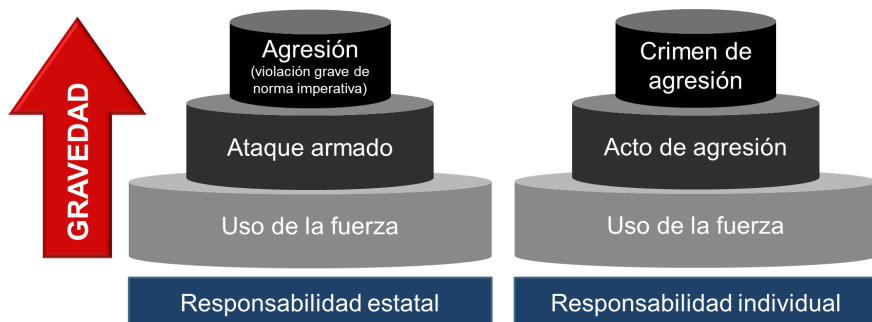 GRAVEDAD
Agresión
(violación grave de
norma imperativa)
Ataque armado
Uso de la fuerza
Responsabilidad estatal
Crimen de
agresión
Acto de agresión
Uso de la fuerza
Responsabilidad individual